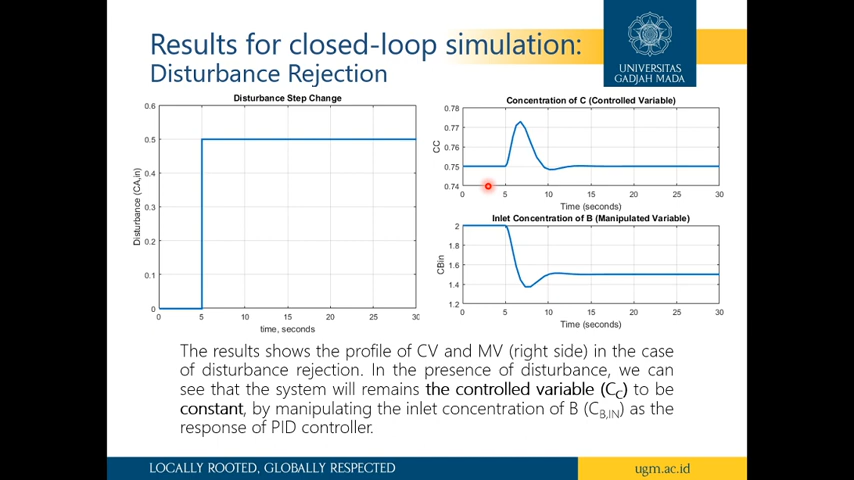 Results for closed-loop simulation:
Disturbance Rejection
UNIVERSITAS
GADJAH MADA
Disturbance Step Change
0.6
0.5
0.4
0.3
0.2
0.1
0
Disturbance (CA,in)
0 5 10 15 20 25 30
time, seconds
Concentration of C (Controlled Variable)
0.78
0.77
0.76
0.75
0.74
CC
0 5 10 15 20 25 30
Time (seconds)
Inlet Concentration of B (Manipulated Variable)
2
1.8
1.6
1.4
1.2
CBin
0 5 10 15 20 25 30
Time (seconds)
The results shows the profile of CV and MV (right side) in the case
of disturbance rejection. In the presence of disturbance, we can
see that the system will remains the controlled variable (CC) to be
constant, by manipulating the inlet concentration of B (CB,IN) as the
response of PID controller.
LOCALLY ROOTED, GLOBALLY RESPECTED
ugm.ac.id